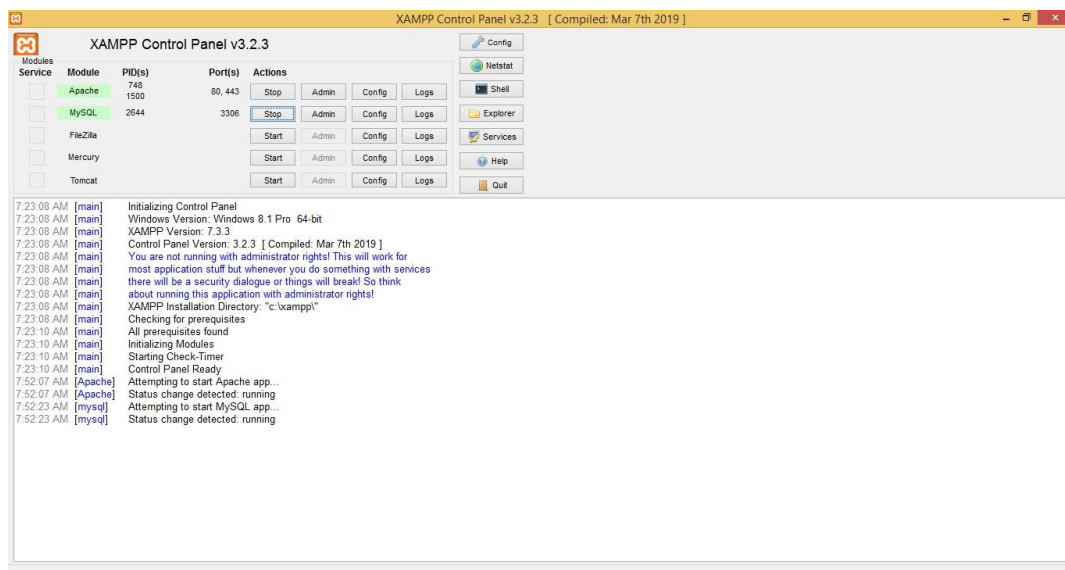 XAMPP Control Panel v3.2.3 [ Compiled: Mar 7th 2019 ]
XAMPP Control Panel v3.2.3
Config
Modules
Service Module PID(s) Port(s) Actions
Netstat
Apache 748 1500 80, 443 Stop Admin Config Logs
Shell
MySQL 2644 3306 Stop Admin Config Logs
Explorer
FileZilla Start Admin Config Logs
Services
Mercury Start Admin Config Logs
Help
Tomcat Start Admin Config Logs
Quit
7:23:08 AM [main] Initializing Control Panel
7:23:08 AM [main] Windows Version: Windows 8.1 Pro 64-bit
7:23:08 AM [main] XAMPP Version: 7.3.3
7:23:08 AM [main] Control Panel Version: 3.2.3 [ Compiled: Mar 7th 2019 ]
7:23:08 AM [main] You are not running with administrator rights! This will work for
7:23:08 AM [main] most application stuff but whenever you do something with services
7:23:08 AM [main] there will be a security dialogue or things will break! So think
7:23:08 AM [main] about running this application with administrator rights!
7:23:08 AM [main] XAMPP Installation Directory: "c:\xampp\"
7:23:08 AM [main] Checking for prerequisites
7:23:10 AM [main] All prerequisites found
7:23:10 AM [main] Initializing Modules
7:23:10 AM [main] Starting Check-Timer
7:23:10 AM [main] Control Panel Ready
7:52:07 AM [Apache] Attempting to start Apache app...
7:52:07 AM [Apache] Status change detected: running
7:52:23 AM [mysql] Attempting to start MySQL app...
7:52:23 AM [mysql] Status change detected: running